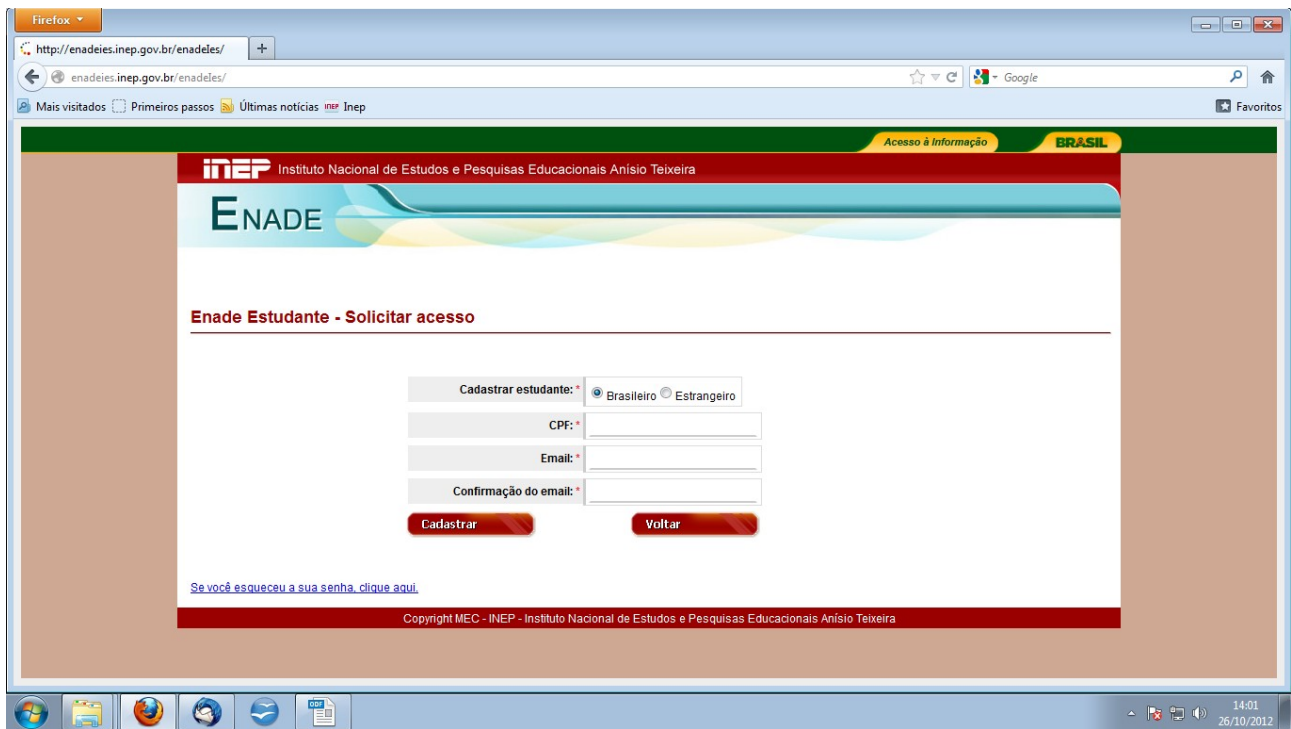 Firefox
http://enadeies.inep.gov.br/enadeIes/
enadeies.inep.gov.br/enadeIes/
Google
Mais visitados
Primeiros passos
Últimas notícias
INEP Inep
Favoritos
Acesso à Informação
BRASIL
inep Instituto Nacional de Estudos e Pesquisas Educacionais Anísio Teixeira
ENADE
Enade Estudante - Solicitar acesso
Cadastrar estudante: * Brasileiro Estrangeiro
CPF: *
Email: *
Confirmação do email: *
Cadastrar
Voltar
Se você esqueceu a sua senha, clique aqui.
Copyright MEC - INEP - Instituto Nacional de Estudos e Pesquisas Educacionais Anísio Teixeira
ODF
14:01
26/10/2012